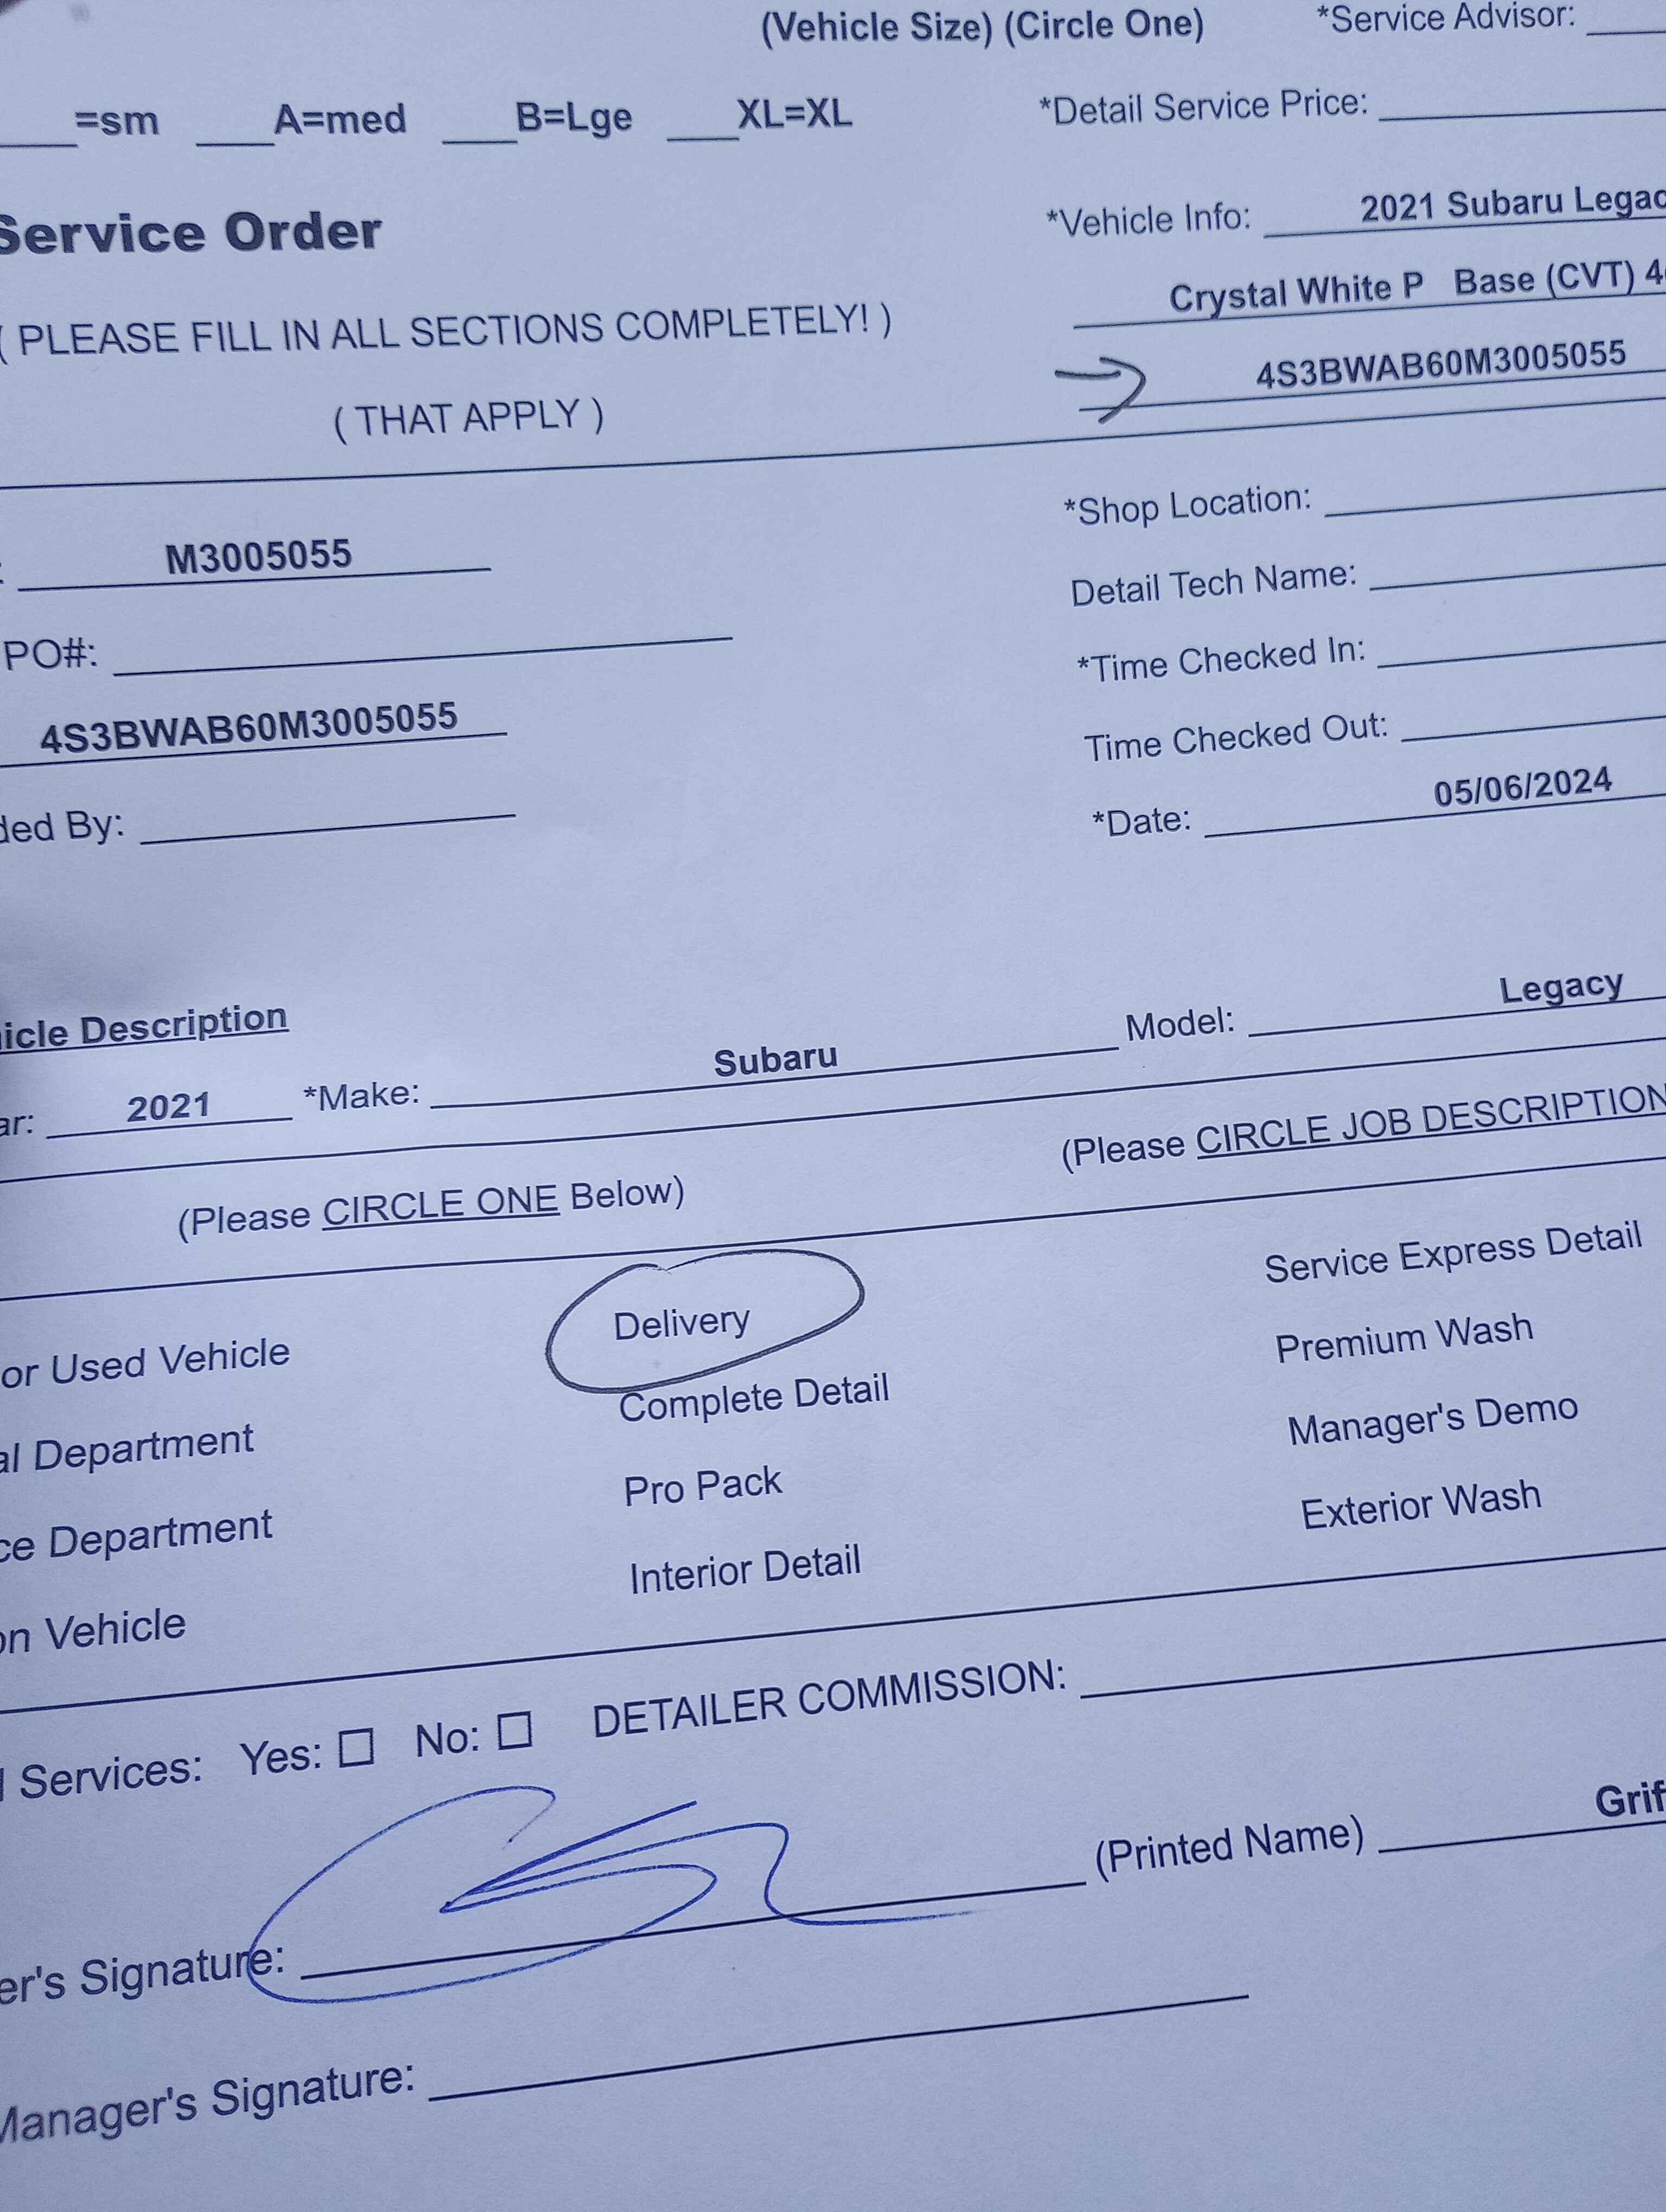 (Vehicle Size) (Circle One) *Service Advisor:
=sm A=med B=Lge XL=XL *Detail Service Price:
Service Order *Vehicle Info: 2021 Subaru Legac
Crystal White P Base (CVT) 4
( PLEASE FILL IN ALL SECTIONS COMPLETELY! )
4S3BWAB60M3005055
( THAT APPLY )
*Shop Location:
M3005055
Detail Tech Name:
PO#:
*Time Checked In:
4S3BWAB60M3005055
Time Checked Out:
ded By:
*Date: 05/06/2024
icle Description
ar: 2021 *Make: Subaru Model: Legacy
(Please CIRCLE ONE Below) (Please CIRCLE JOB DESCRIPTION
or Used Vehicle Delivery Service Express Detail
al Department Complete Detail Premium Wash
ce Department Pro Pack Manager's Demo
on Vehicle Interior Detail Exterior Wash
l Services: Yes: No: DETAILER COMMISSION:
er's Signature: (Printed Name) Grif
Manager's Signature: